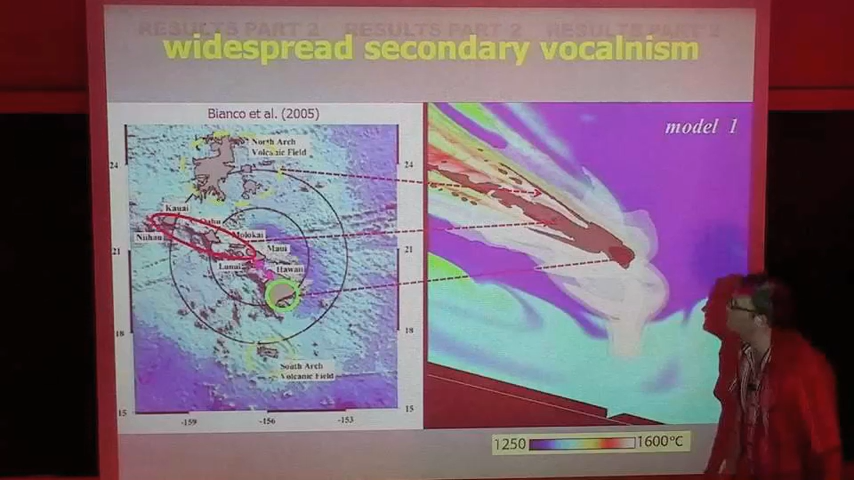 RESULTS PART 2 RESULTS PART 2 RESULTS PART 2
widespread secondary vocalnism
Bianco et al. (2005)
model 1
North Arch
Volcanic Field
24
24
Kauai
Niihau
Molokai
Maui
21
21
Lanai
Hawaii
18
18
South Arch
Volcanic Field
15
15
-159
-156
-153
1250
1600°C